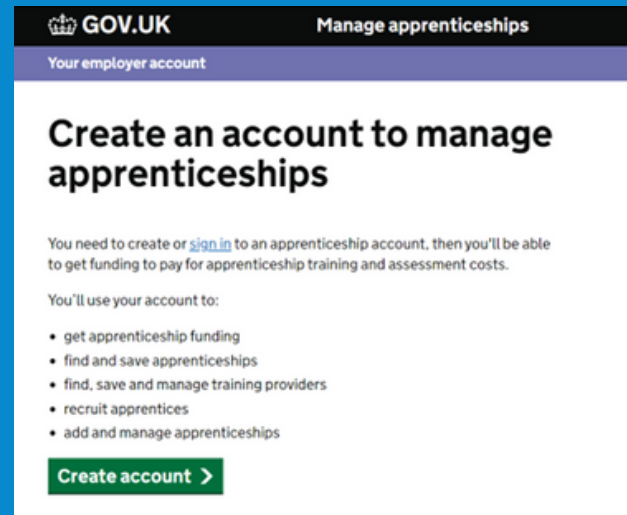 GOV.UK
Manage apprenticeships
Your employer account
Create an account to manage
apprenticeships
You need to create or sign in to an apprenticeship account, then you'll be able
to get funding to pay for apprenticeship training and assessment costs.
You'll use your account to:
• get apprenticeship funding
• find and save apprenticeships
• find, save and manage training providers
• recruit apprentices
• add and manage apprenticeships
Create account >